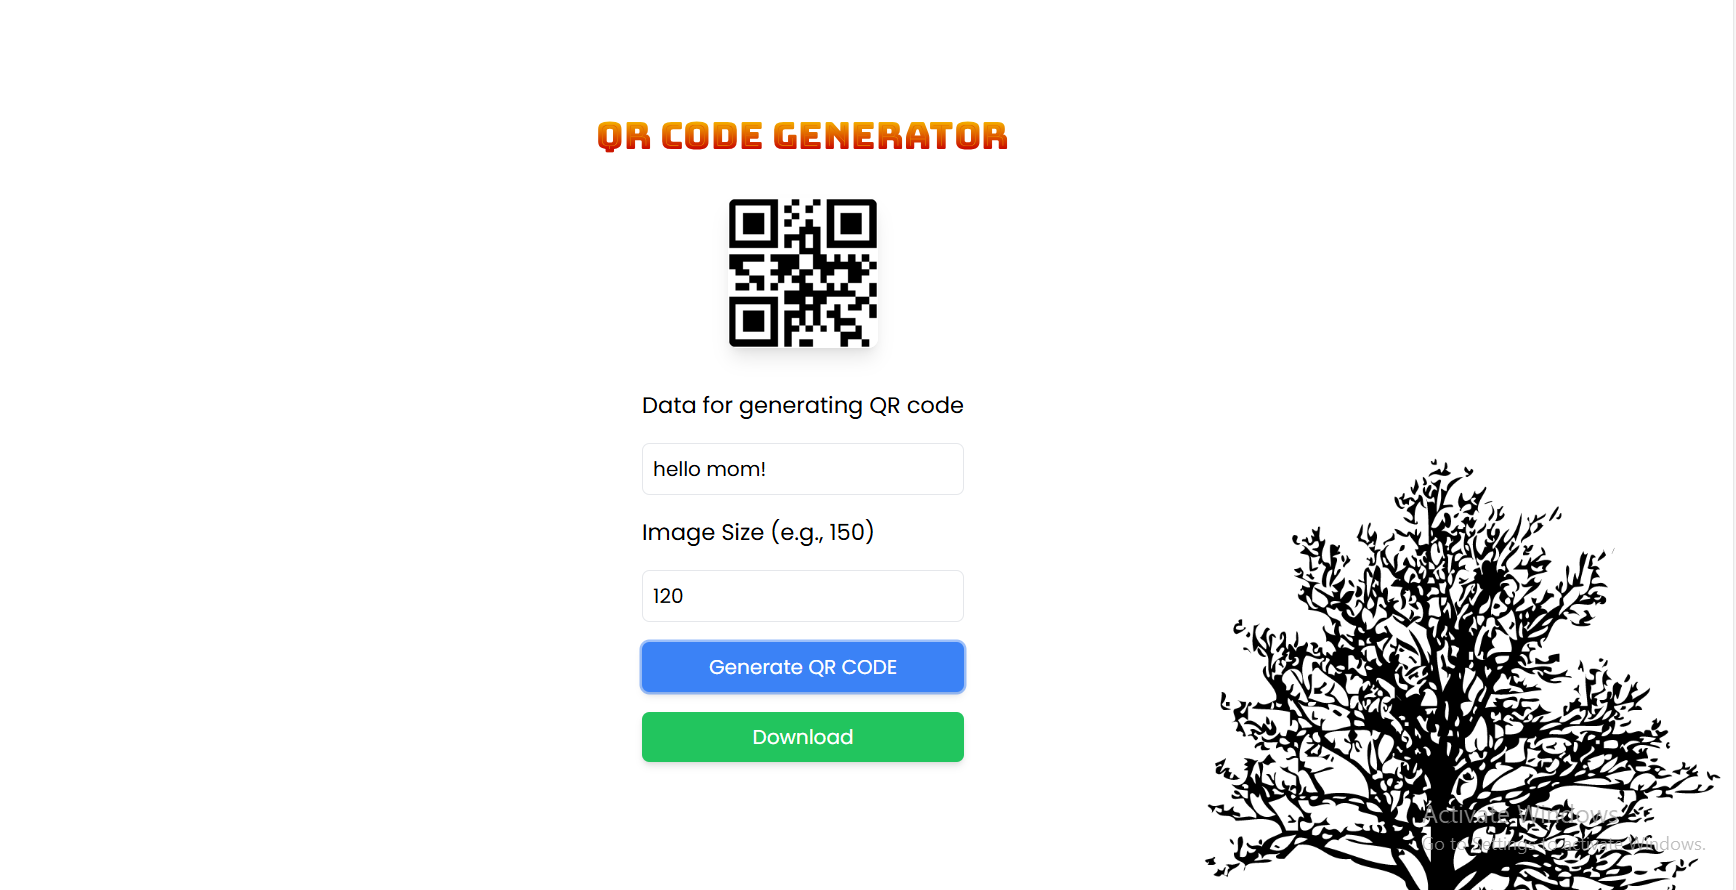 QR CODE GENERATOR
Data for generating QR code
hello mom!
Image Size (e.g., 150)
120
Generate QR CODE
Download
Activate Windows
Go to Settings to activate Windows.